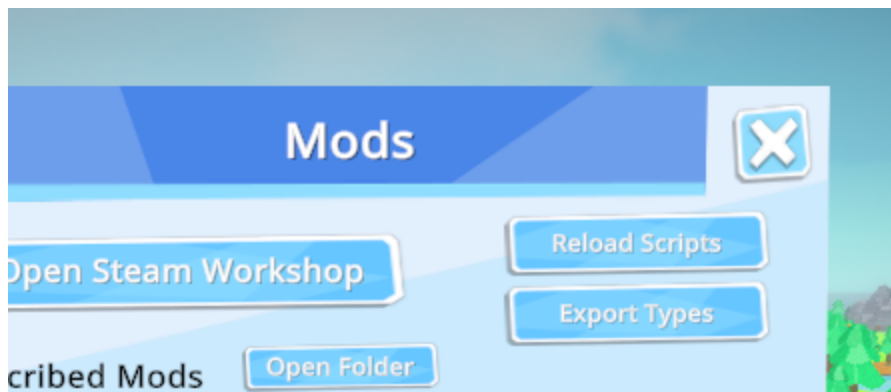 Mods
Open Steam Workshop
Reload Scripts
Export Types
cribed Mods
Open Folder